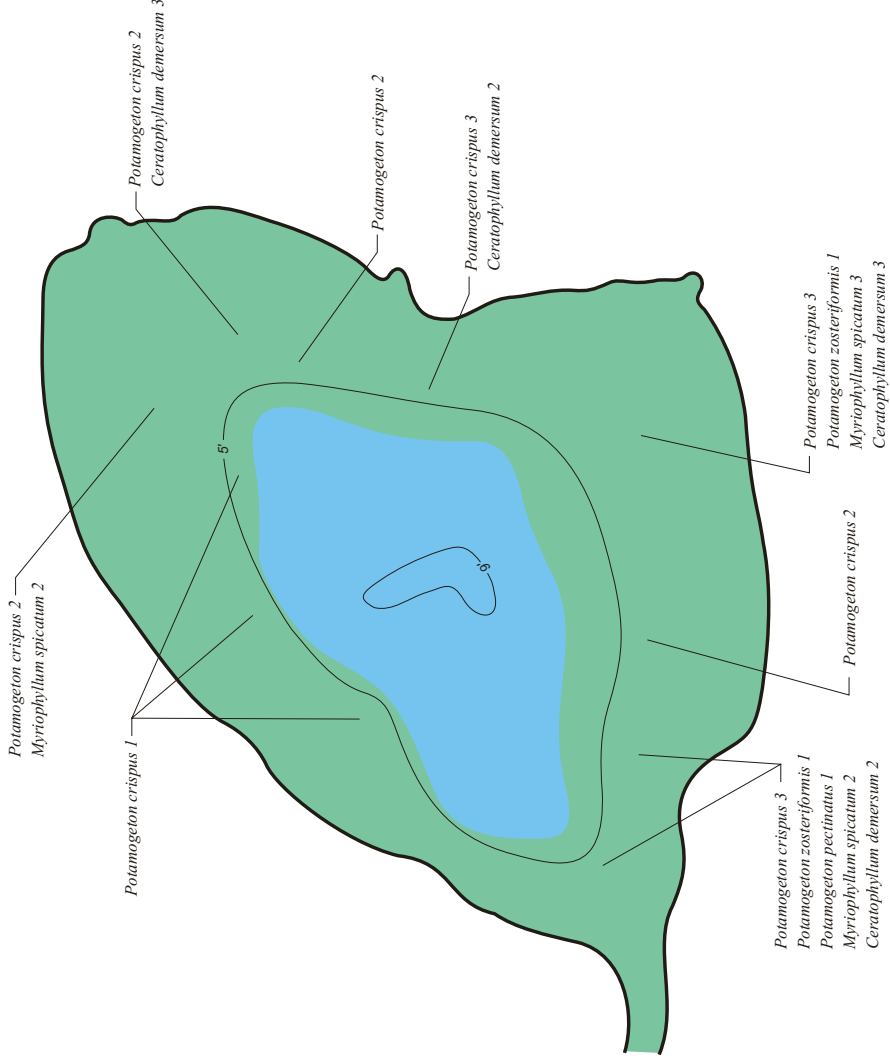 Potamogeton crispus 2
Myriophyllum spicatum 2
Potamogeton crispus 1
Potamogeton crispus 2
Ceratophyllum demersum 3
Potamogeton crispus 2
Potamogeton crispus 3
Ceratophyllum demersum 2
5'
9'
Potamogeton crispus 3
Potamogeton zosteriformis 1
Potamogeton pectinatus 1
Myriophyllum spicatum 2
Ceratophyllum demersum 2
Potamogeton crispus 2
Potamogeton crispus 3
Potamogeton zosteriformis 1
Myriophyllum spicatum 3
Ceratophyllum demersum 3